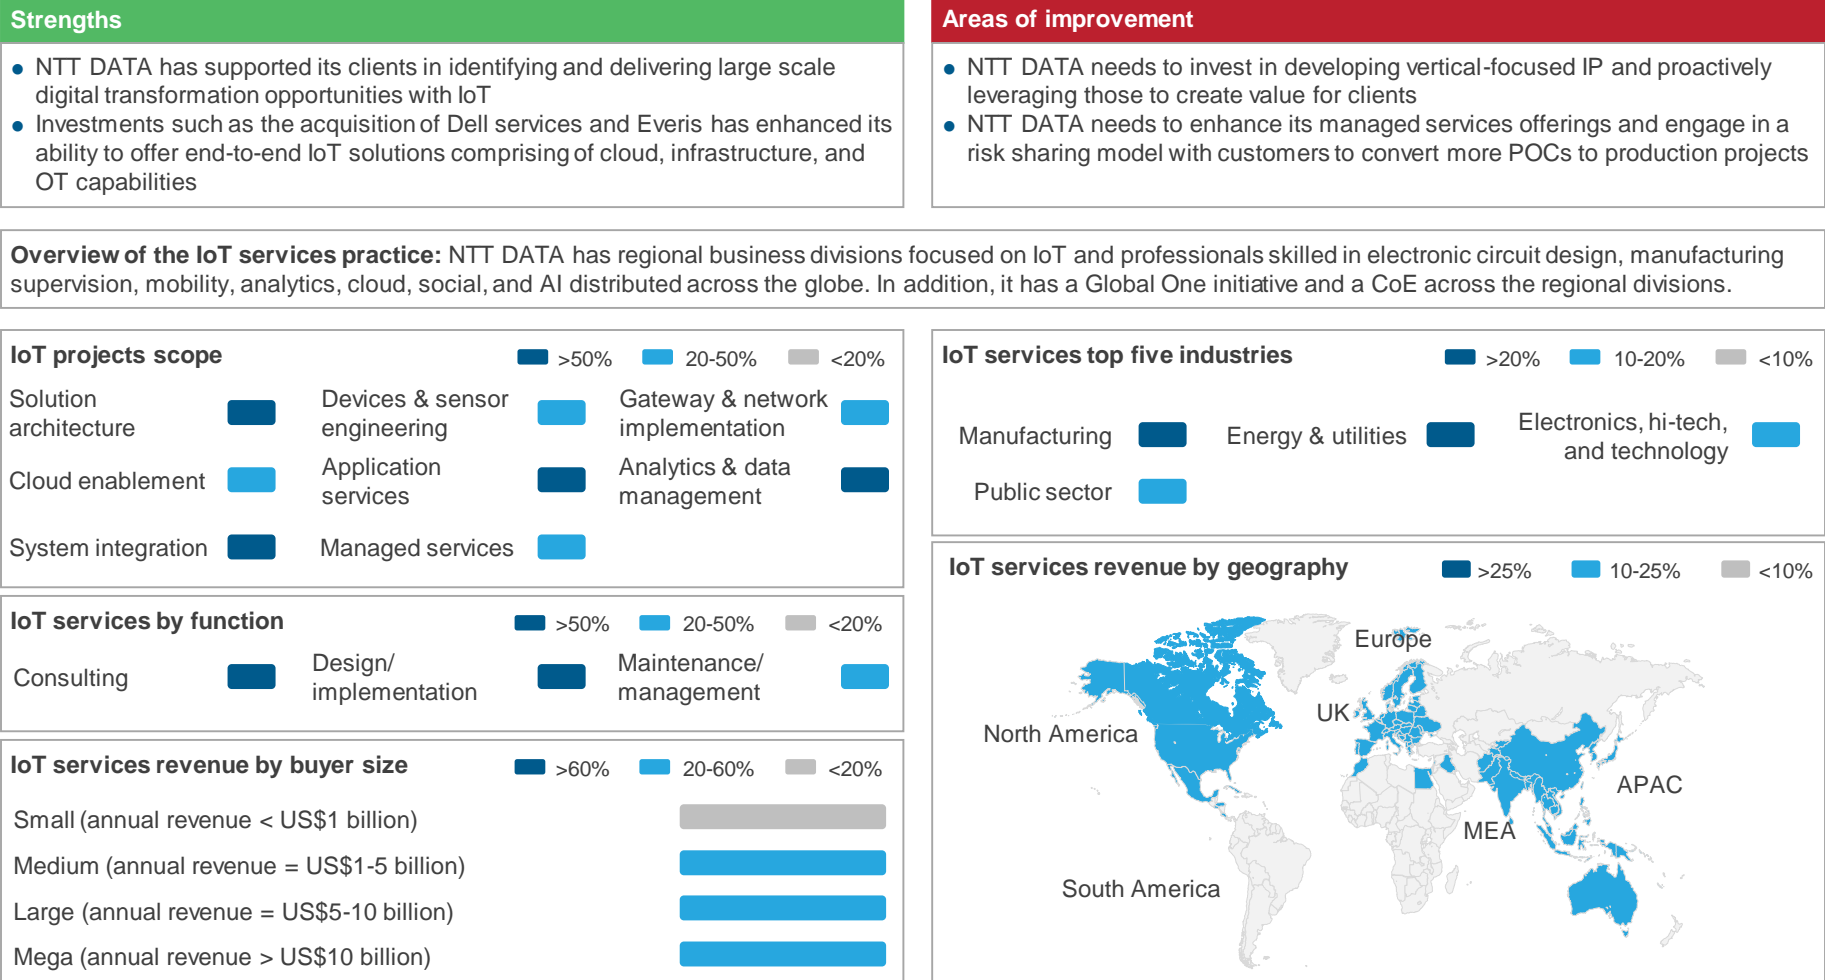 Strengths
● NTT DATA has supported its clients in identifying and delivering large scale
digital transformation opportunities with IoT
● Investments such as the acquisition of Dell services and Everis has enhanced its
ability to offer end-to-end IoT solutions comprising of cloud, infrastructure, and
OT capabilities
Areas of improvement
● NTT DATA needs to invest in developing vertical-focused IP and proactively
leveraging those to create value for clients
● NTT DATA needs to enhance its managed services offerings and engage in a
risk sharing model with customers to convert more POCs to production projects
Overview of the IoT services practice: NTT DATA has regional business divisions focused on IoT and professionals skilled in electronic circuit design, manufacturing
supervision, mobility, analytics, cloud, social, and AI distributed across the globe. In addition, it has a Global One initiative and a CoE across the regional divisions.
IoT projects scope >50% 20-50% <20%
Solution
architecture
Devices & sensor
engineering
Gateway & network
implementation
Cloud enablement
Application
services
Analytics & data
management
System integration
Managed services
IoT services by function >50% 20-50% <20%
Consulting
Design/
implementation
Maintenance/
management
IoT services revenue by buyer size >60% 20-60% <20%
Small (annual revenue < US$1 billion)
Medium (annual revenue = US$1-5 billion)
Large (annual revenue = US$5-10 billion)
Mega (annual revenue > US$10 billion)
IoT services top five industries >20% 10-20% <10%
Manufacturing
Energy & utilities
Electronics, hi-tech,
and technology
Public sector
IoT services revenue by geography >25% 10-25% <10%
Europe
UK
North America
APAC
MEA
South America